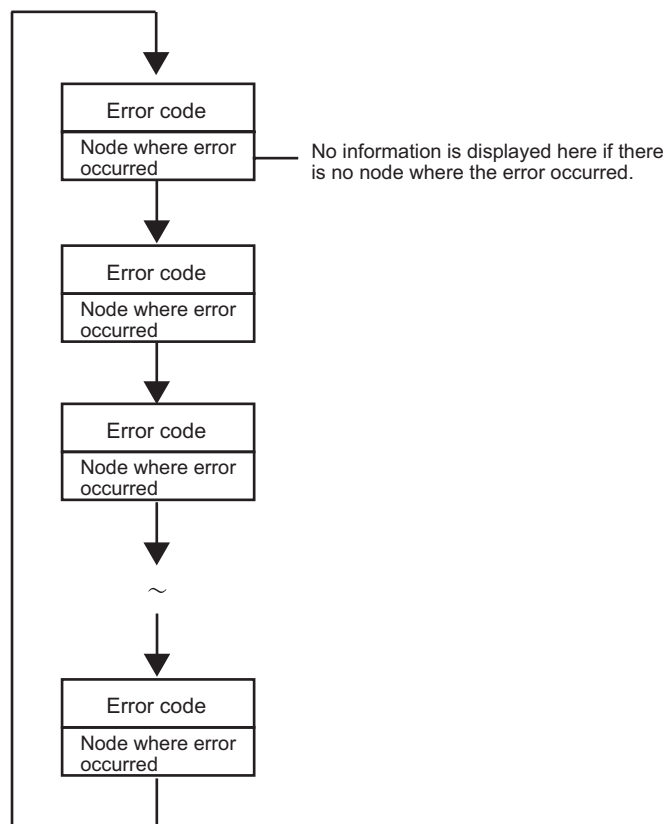 Error code
Node where error
occurred
No information is displayed here if there
is no node where the error occurred.
Error code
Node where error
occurred
Error code
Node where error
occurred
~
Error code
Node where error
occurred